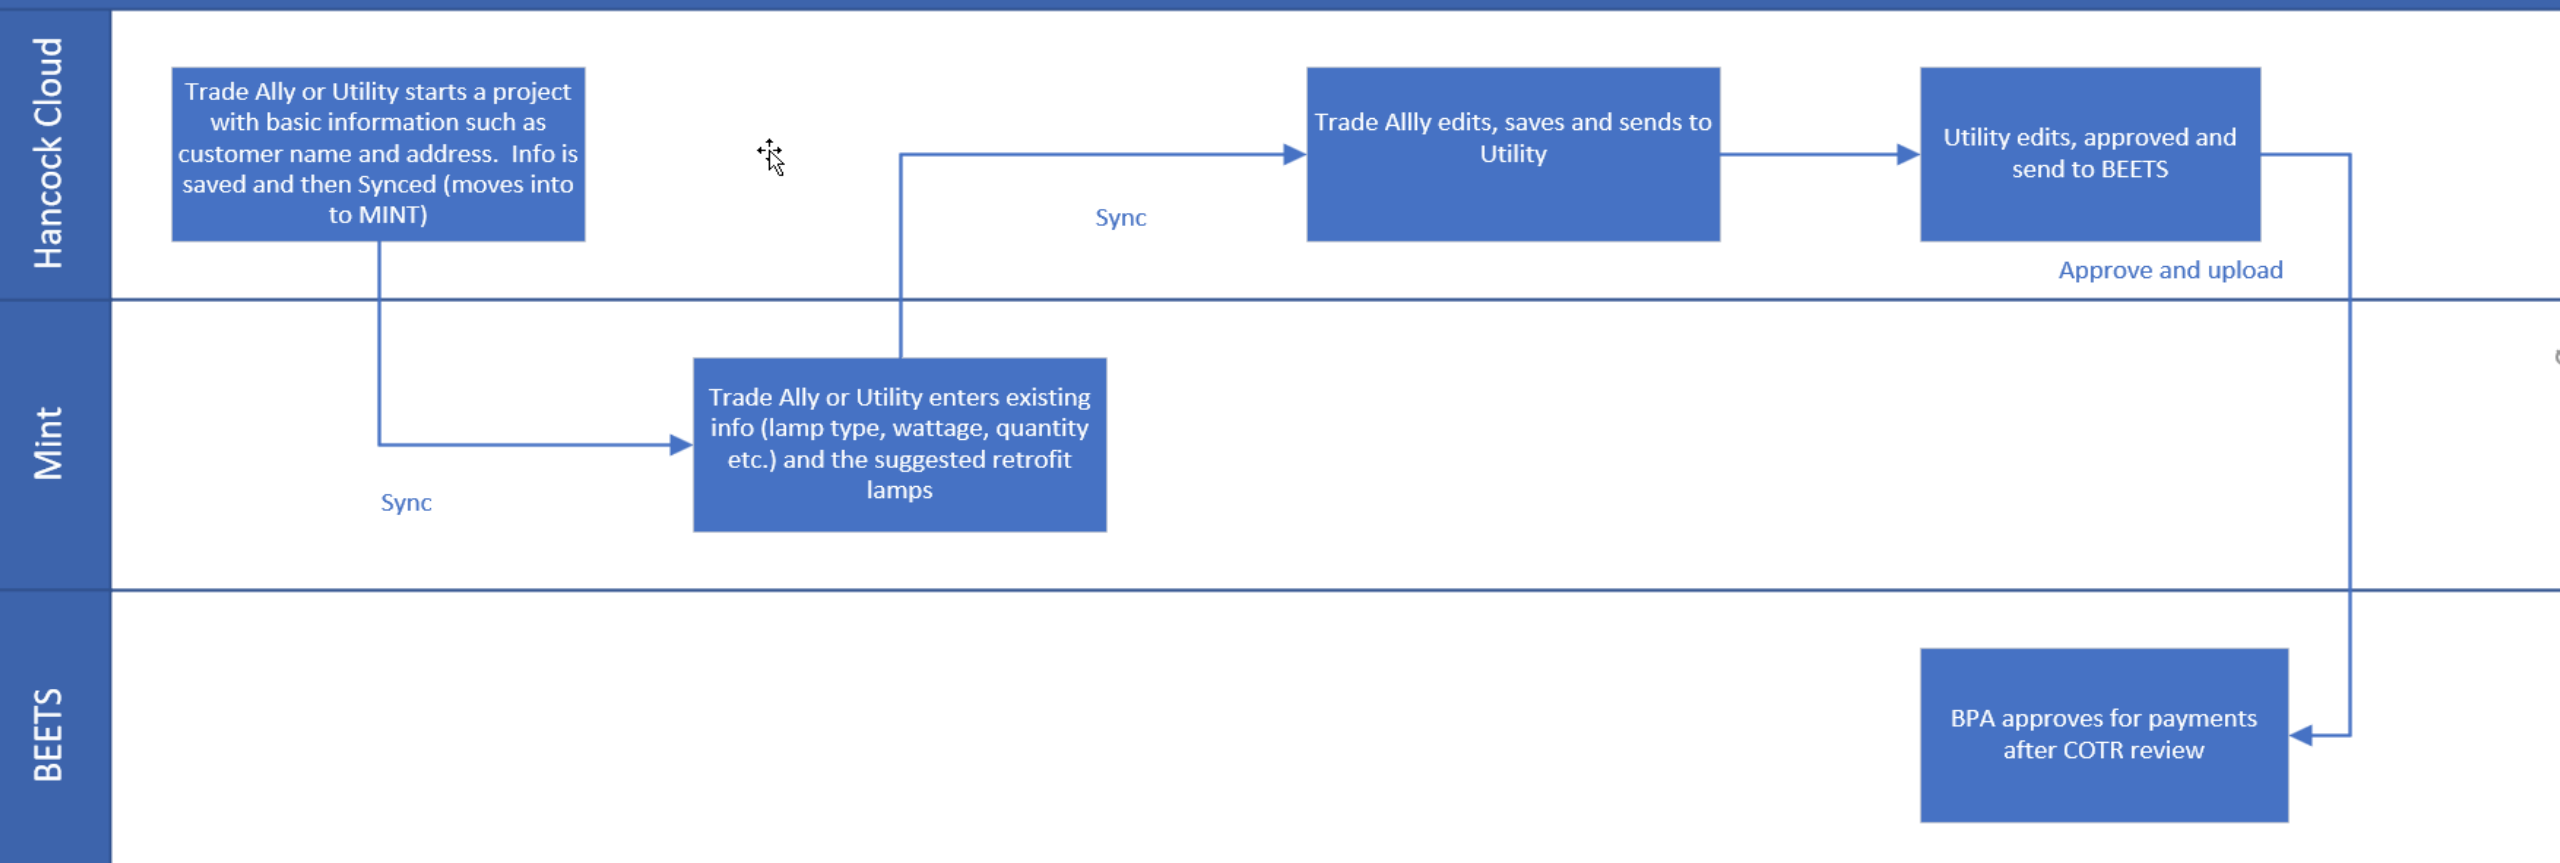 Hancock Cloud
Trade Ally or Utility starts a project
with basic information such as
customer name and address.  Info is
saved and then Synced (moves into
to MINT)
Sync
Trade Allly edits, saves and sends to
Utility
Utility edits, approved and
send to BEETS
Approve and upload
Mint
Trade Ally or Utility enters existing
info (lamp type, wattage, quantity
etc.) and the suggested retrofit
lamps
Sync
BEETS
BPA approves for payments
after COTR review